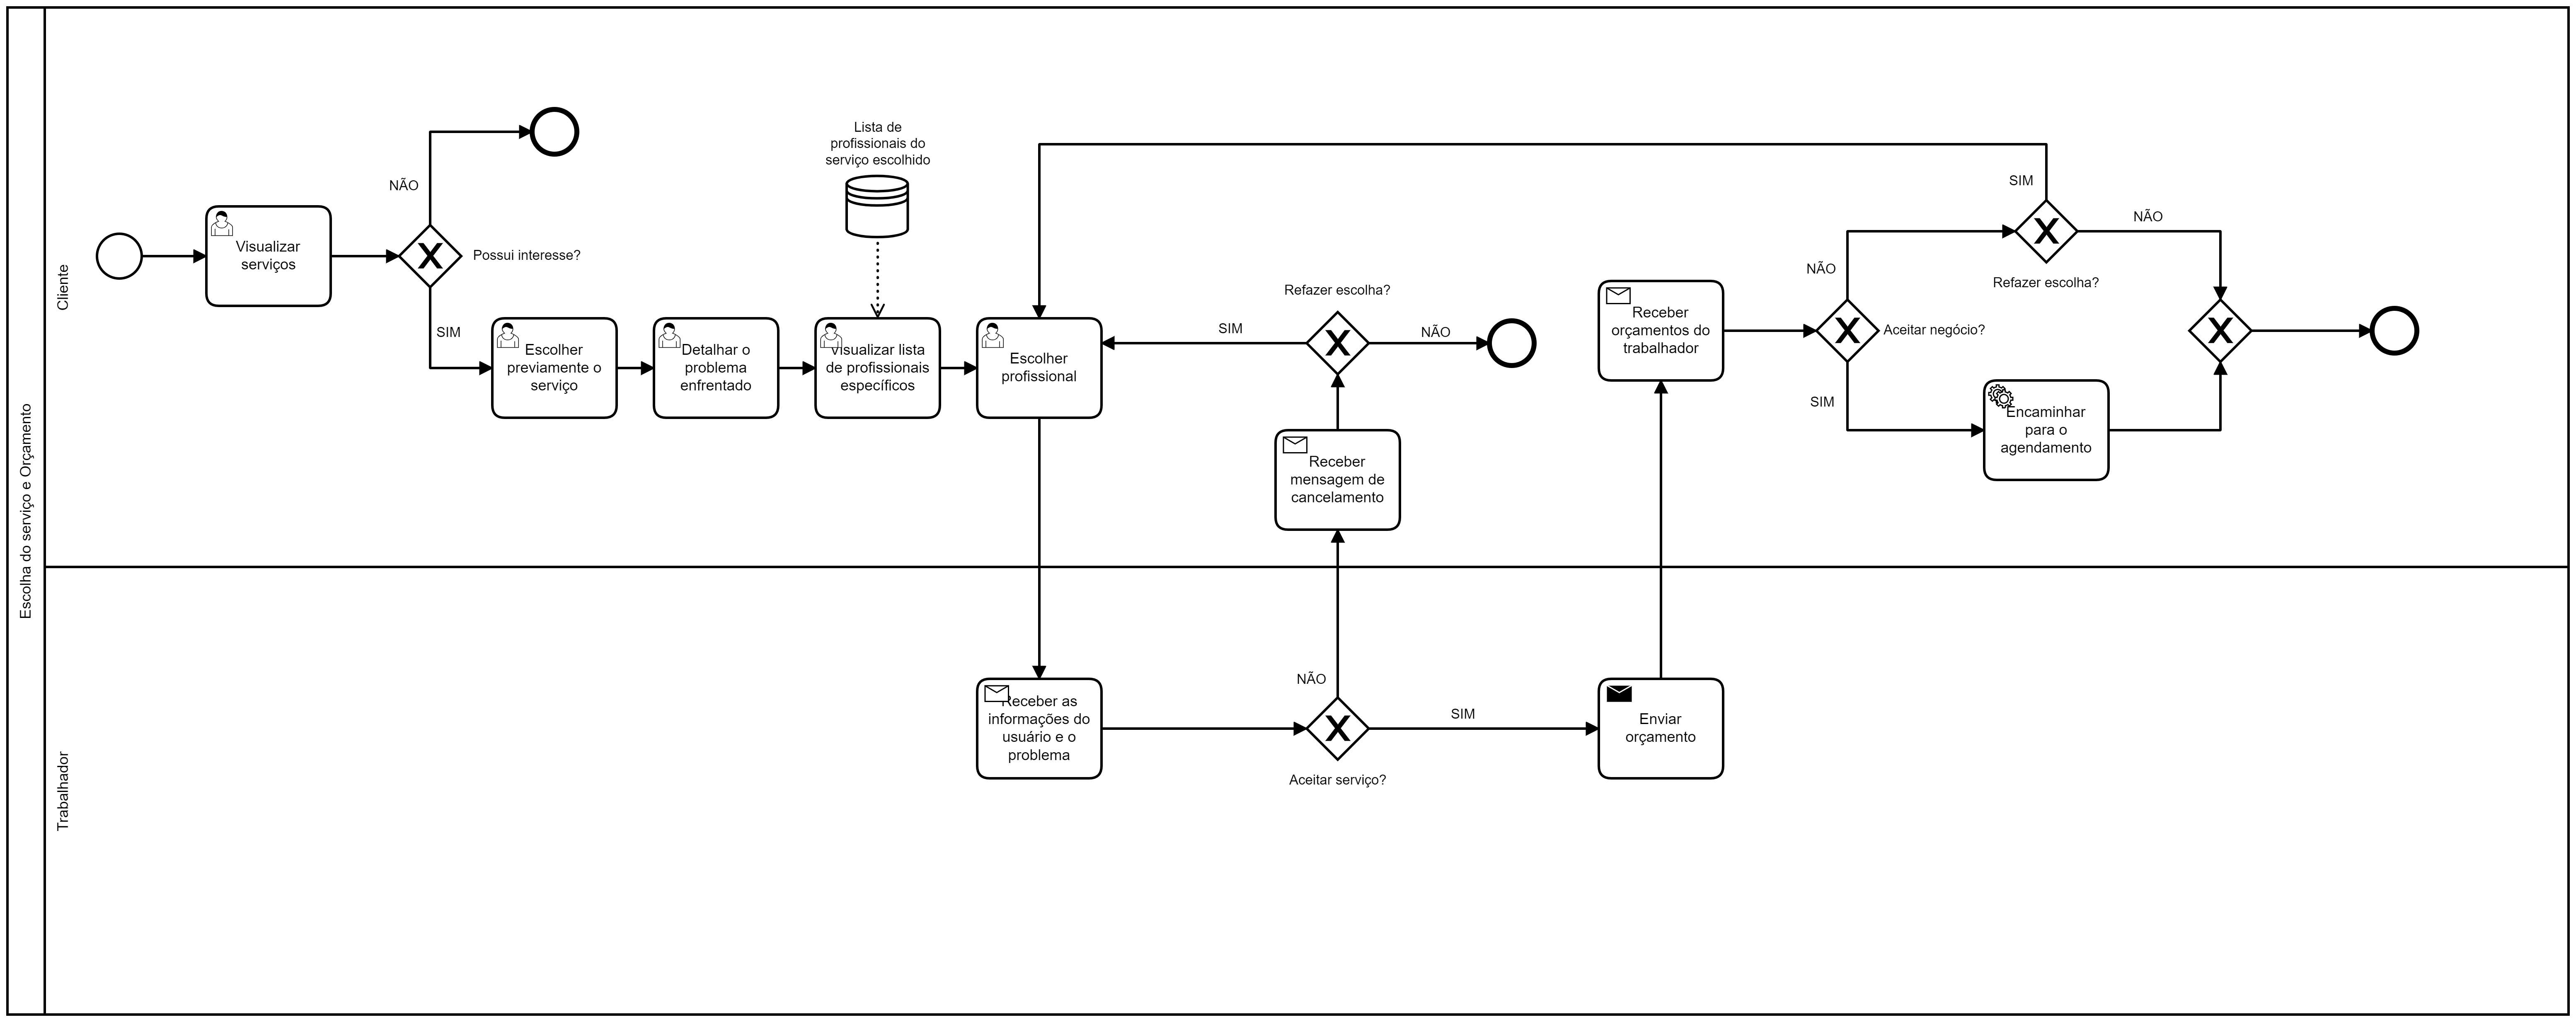 Escolha do serviço e Orçamento
Cliente
Visualizar
serviços
NÃO
Possui interesse?
SIM
Escolher
previamente o
serviço
Detalhar o
problema
enfrentado
Lista de
profissionais do
serviço escolhido
Visualizar lista
de profissionais
específicos
Escolher
profissional
Refazer escolha?
SIM
NÃO
Receber
mensagem de
cancelamento
Receber
orçamentos do
trabalhador
NÃO
Aceitar negócio?
SIM
SIM
NÃO
Refazer escolha?
Encaminhar
para o
agendamento
Trabalhador
Receber as
informações do
usuário e o
problema
NÃO
SIM
Aceitar serviço?
Enviar
orçamento